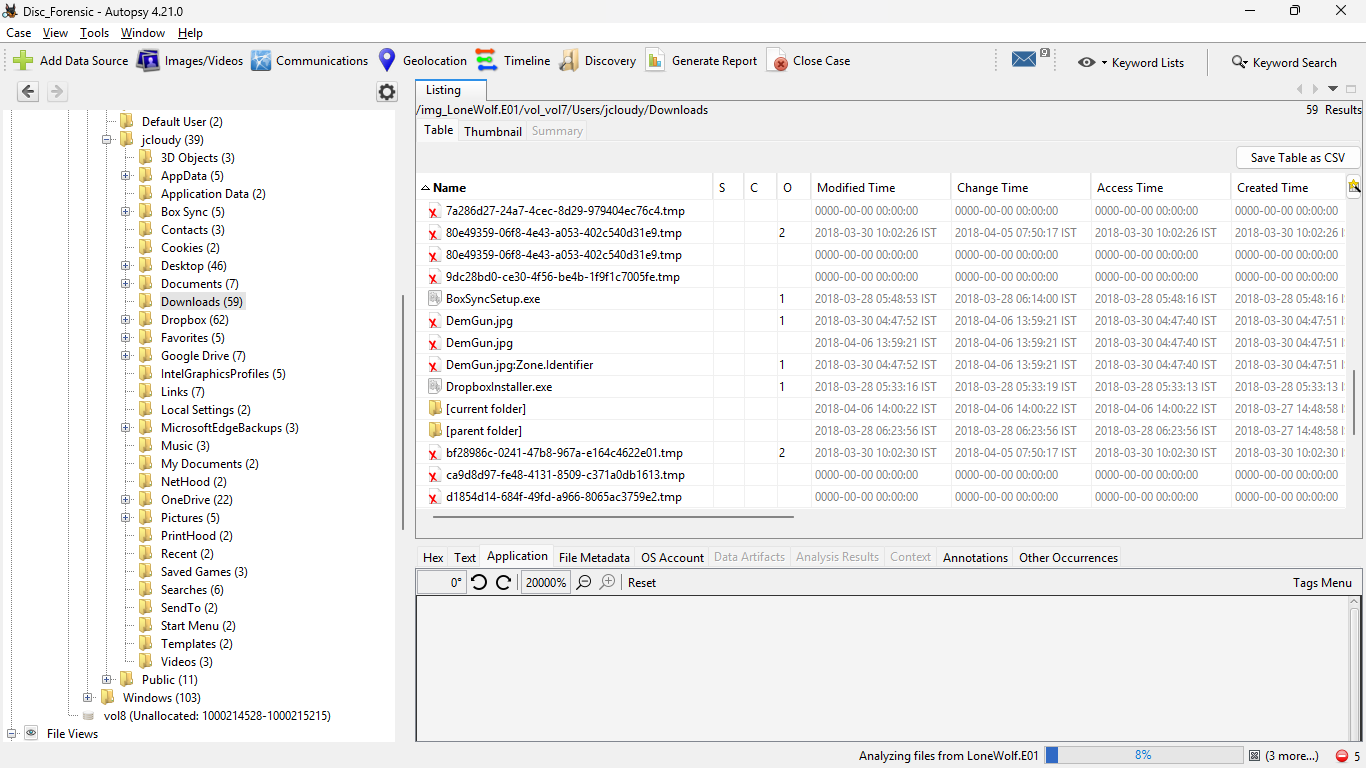 Disc_Forensic - Autopsy 4.21.0
Case View Tools Window Help
Add Data Source Images/Videos Communications Geolocation Timeline Discovery Generate Report Close Case 9 Keyword Lists Keyword Search
Default User (2)
jcloudy (39)
3D Objects (3)
AppData (5)
Application Data (2)
Box Sync (5)
Contacts (3)
Cookies (2)
Desktop (46)
Documents (7)
Downloads (59)
Dropbox (62)
Favorites (5)
Google Drive (7)
IntelGraphicsProfiles (5)
Links (7)
Local Settings (2)
MicrosoftEdgeBackups (3)
Music (3)
My Documents (2)
NetHood (2)
OneDrive (22)
Pictures (5)
PrintHood (2)
Recent (2)
Saved Games (3)
Searches (6)
SendTo (2)
Start Menu (2)
Templates (2)
Videos (3)
Public (11)
Windows (103)
vol8 (Unallocated: 1000214528-1000215215)
File Views
Listing
/img_LoneWolf.E01/vol_vol7/Users/jcloudy/Downloads 59 Results
Table Thumbnail Summary
Save Table as CSV
Name S C O Modified Time Change Time Access Time Created Time
7a286d27-24a7-4cec-8d29-979404ec76c4.tmp 0000-00-00 00:00:00 0000-00-00 00:00:00 0000-00-00 00:00:00 0000-00-00 00:00:00
80e49359-06f8-4e43-a053-402c540d31e9.tmp 2 2018-03-30 10:02:26 IST 2018-04-05 07:50:17 IST 2018-03-30 10:02:26 IST 2018-03-30 10:02:26 I
80e49359-06f8-4e43-a053-402c540d31e9.tmp 0000-00-00 00:00:00 0000-00-00 00:00:00 0000-00-00 00:00:00 0000-00-00 00:00:00
9dc28bd0-ce30-4f56-be4b-1f9f1c7005fe.tmp 0000-00-00 00:00:00 0000-00-00 00:00:00 0000-00-00 00:00:00 0000-00-00 00:00:00
BoxSyncSetup.exe 1 2018-03-28 05:48:53 IST 2018-03-28 06:14:00 IST 2018-03-28 05:48:16 IST 2018-03-28 05:48:16 I
DemGun.jpg 1 2018-03-30 04:47:52 IST 2018-04-06 13:59:21 IST 2018-03-30 04:47:40 IST 2018-03-30 04:47:51 I
DemGun.jpg 2018-04-06 13:59:21 IST 2018-04-06 13:59:21 IST 2018-03-30 04:47:40 IST 2018-03-30 04:47:51 I
DemGun.jpg:Zone.Identifier 1 2018-03-30 04:47:52 IST 2018-04-06 13:59:21 IST 2018-03-30 04:47:40 IST 2018-03-30 04:47:51 I
DropboxInstaller.exe 1 2018-03-28 05:33:16 IST 2018-03-28 05:33:19 IST 2018-03-28 05:33:13 IST 2018-03-28 05:33:13 I
[current folder] 2018-04-06 14:00:22 IST 2018-04-06 14:00:22 IST 2018-04-06 14:00:22 IST 2018-03-27 14:48:58 I
[parent folder] 2018-03-28 06:23:56 IST 2018-03-28 06:23:56 IST 2018-03-28 06:23:56 IST 2018-03-27 14:48:58 I
bf28986c-0241-47b8-967a-e164c4622e01.tmp 2 2018-03-30 10:02:30 IST 2018-04-05 07:50:17 IST 2018-03-30 10:02:30 IST 2018-03-30 10:02:30 I
ca9d8d97-fe48-4131-8509-c371a0db1613.tmp 0000-00-00 00:00:00 0000-00-00 00:00:00 0000-00-00 00:00:00 0000-00-00 00:00:00
d1854d14-684f-49fd-a966-8065ac3759e2.tmp 0000-00-00 00:00:00 0000-00-00 00:00:00 0000-00-00 00:00:00 0000-00-00 00:00:00
Hex Text Application File Metadata OS Account Data Artifacts Analysis Results Context Annotations Other Occurrences
0° 20000% Reset Tags Menu
Analyzing files from LoneWolf.E01 8% (3 more...) 5